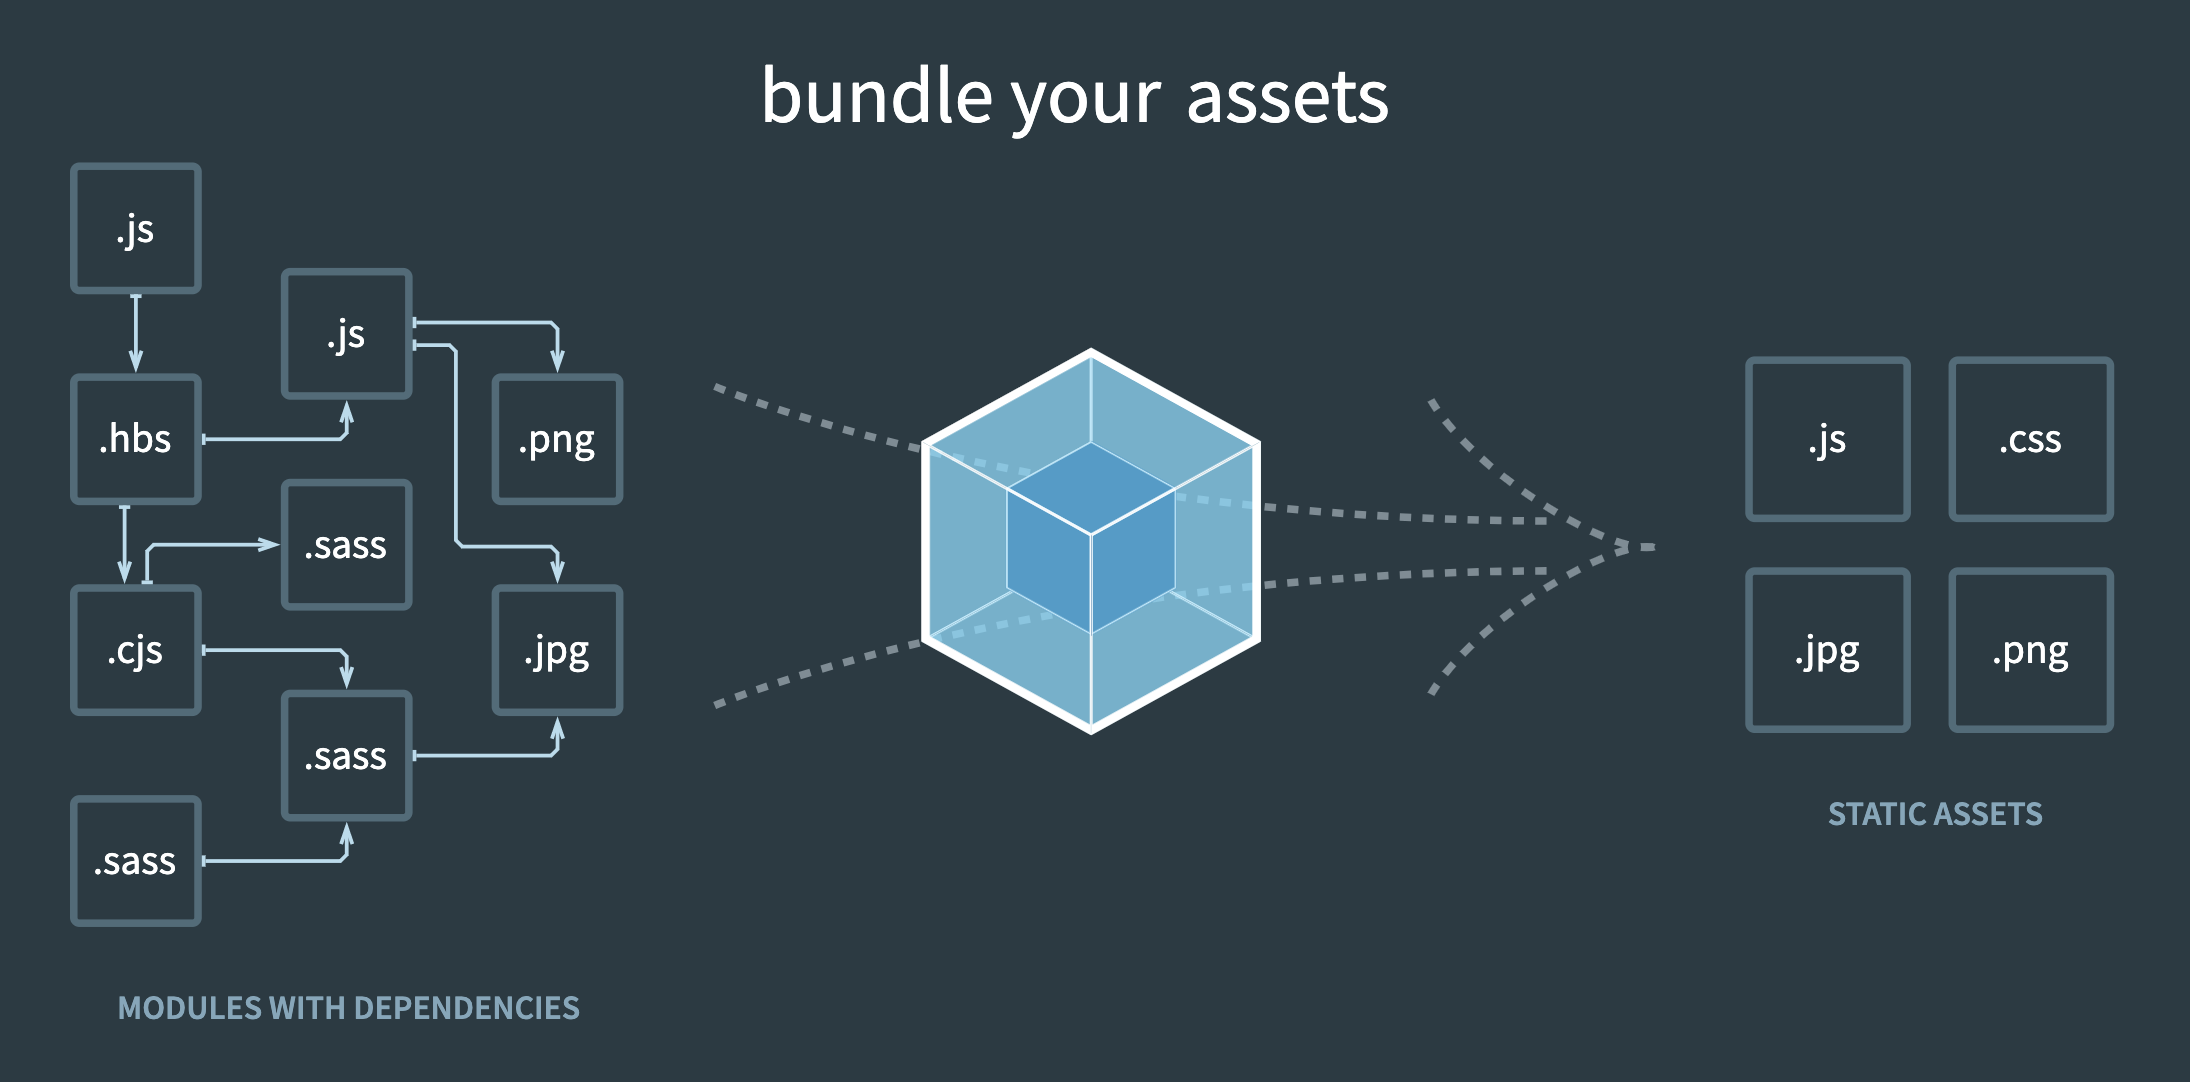 bundle your assets
.js
.js
.hbs
.png
.sass
.cjs
.jpg
.sass
.sass
MODULES WITH DEPENDENCIES
.js
.css
.jpg
.png
STATIC ASSETS